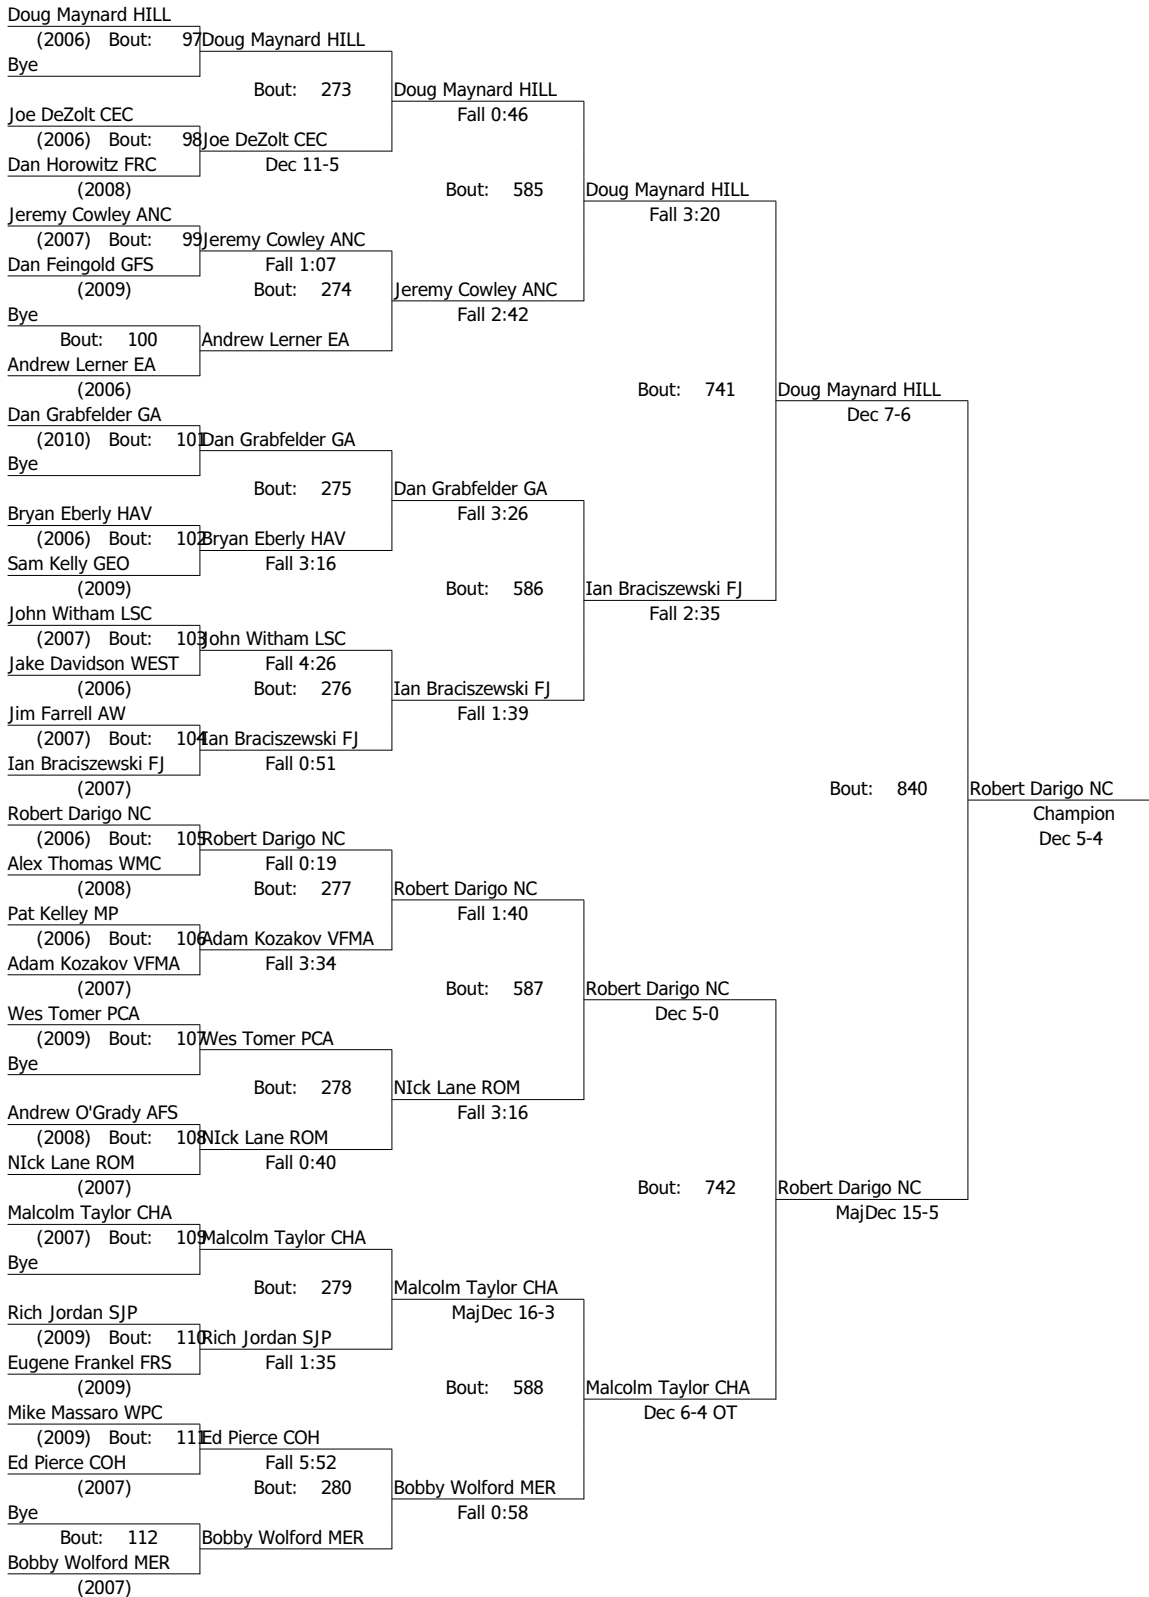 Doug Maynard HILL
(2006) Bout: 97 Doug Maynard HILL
Bye
Bout: 273 Doug Maynard HILL
Joe DeZolt CEC Fall 0:46
(2006) Bout: 98 Joe DeZolt CEC
Dan Horowitz FRC Dec 11-5
(2008) Bout: 585 Doug Maynard HILL
Jeremy Cowley ANC Fall 3:20
(2007) Bout: 99 Jeremy Cowley ANC
Dan Feingold GFS Fall 1:07
(2009) Bout: 274 Jeremy Cowley ANC
Bye Fall 2:42
Bout: 100 Andrew Lerner EA
Andrew Lerner EA
(2006) Bout: 741 Doug Maynard HILL
Dan Grabfelder GA Dec 7-6
(2010) Bout: 101 Dan Grabfelder GA
Bye
Bout: 275 Dan Grabfelder GA
Bryan Eberly HAV Fall 3:26
(2006) Bout: 102 Bryan Eberly HAV
Sam Kelly GEO Fall 3:16
(2009) Bout: 586 Ian Braciszewski FJ
John Witham LSC Fall 2:35
(2007) Bout: 103 John Witham LSC
Jake Davidson WEST Fall 4:26
(2006) Bout: 276 Ian Braciszewski FJ
Jim Farrell AW Fall 1:39
(2007) Bout: 104 Ian Braciszewski FJ
Ian Braciszewski FJ Fall 0:51
(2007) Bout: 840 Robert Darigo NC
Robert Darigo NC Champion
(2006) Bout: 105 Robert Darigo NC Dec 5-4
Alex Thomas WMC Fall 0:19
(2008) Bout: 277 Robert Darigo NC
Pat Kelley MP Fall 1:40
(2006) Bout: 106 Adam Kozakov VFMA
Adam Kozakov VFMA Fall 3:34
(2007) Bout: 587 Robert Darigo NC
Wes Tomer PCA Dec 5-0
(2009) Bout: 107 Wes Tomer PCA
Bye
Bout: 278 NIck Lane ROM
Andrew O'Grady AFS Fall 3:16
(2008) Bout: 108 NIck Lane ROM
NIck Lane ROM Fall 0:40
(2007) Bout: 742 Robert Darigo NC
Malcolm Taylor CHA MajDec 15-5
(2007) Bout: 109 Malcolm Taylor CHA
Bye
Bout: 279 Malcolm Taylor CHA
Rich Jordan SJP MajDec 16-3
(2009) Bout: 110 Rich Jordan SJP
Eugene Frankel FRS Fall 1:35
(2009) Bout: 588 Malcolm Taylor CHA
Mike Massaro WPC Dec 6-4 OT
(2009) Bout: 111 Ed Pierce COH
Ed Pierce COH Fall 5:52
(2007) Bout: 280 Bobby Wolford MER
Bye Fall 0:58
Bout: 112 Bobby Wolford MER
Bobby Wolford MER
(2007)